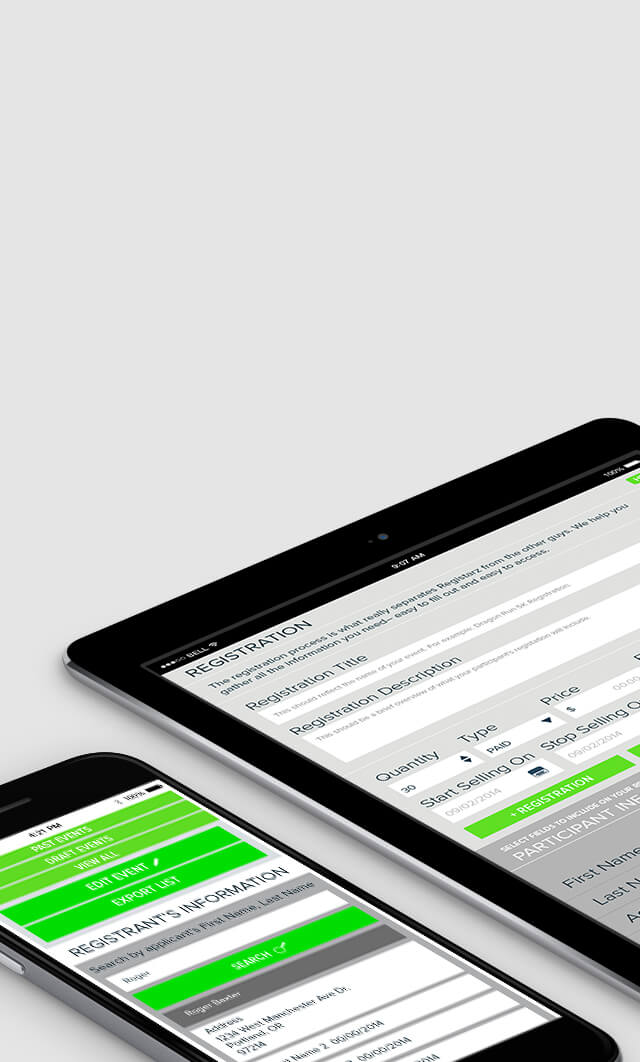 100%
9:07 AM
BELL
REGISTRATION
The registration process is what really separates Registarz from the other guys. We help you
gather all the information you need– easy to fill out and easy to access.
Registration Title
This should reflect the name of your event. For example: Dragon Run 5K Registration.
Registration Description
This should be a brief overview of what your participant's registration will include.
Quantity Type Price
30 PAID $ 00.00
Start Selling On Stop Selling
09/02/2014 09/02/2014
+ REGISTRATION
SELECT FIELDS TO INCLUDE ON YOUR
PARTICIPANT
First Name
Last
4:21 PM 100%
PAST EVENTS
DRAFT EVENTS
VIEW ALL
EDIT EVENT
EXPORT LIST
REGISTRANT'S INFORMATION
Search by applicant's First Name, Last Name
Roger
SEARCH
Roger Baxter
Address
1234 West Manchester Ave Dr.
Portland, OR
97214
Name 2. 00/00/2014
00/00/2014